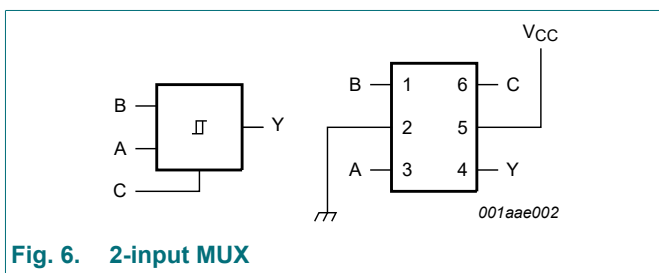 VCC
B
A
C
Y
B 1 6 C
2 5
A 3 4 Y
001aae002
Fig. 6. 2-input MUX